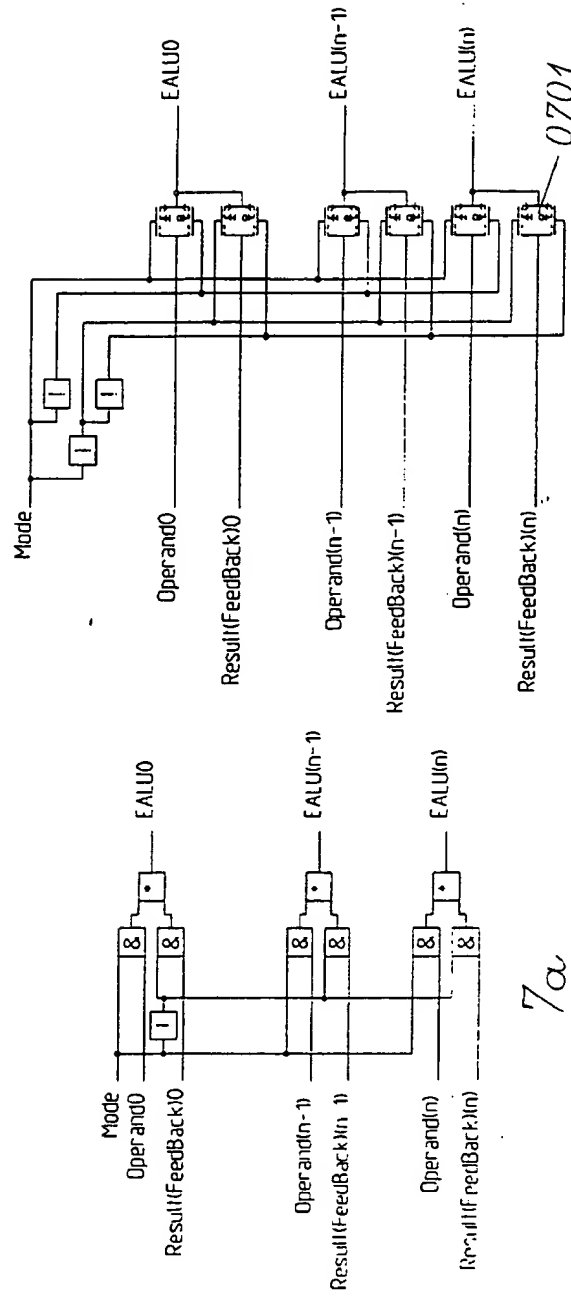 Mode
Operand0
Result(FeedBack)0
EALU0
Operand(n-1)
Result(FeedBack)(n-1)
EALU(n-1)
Operand(n)
Result(FeedBack)(n)
EALU(n)
0701
Mode
Operand0
Result(FeedBack)0
&
&
EALU0
Operand(n-1)
Result(FeedBack)(n 1)
&
&
EALU(n-1)
Operand(n)
Result(FeedBack)(n)
&
&
EALU(n)
7a